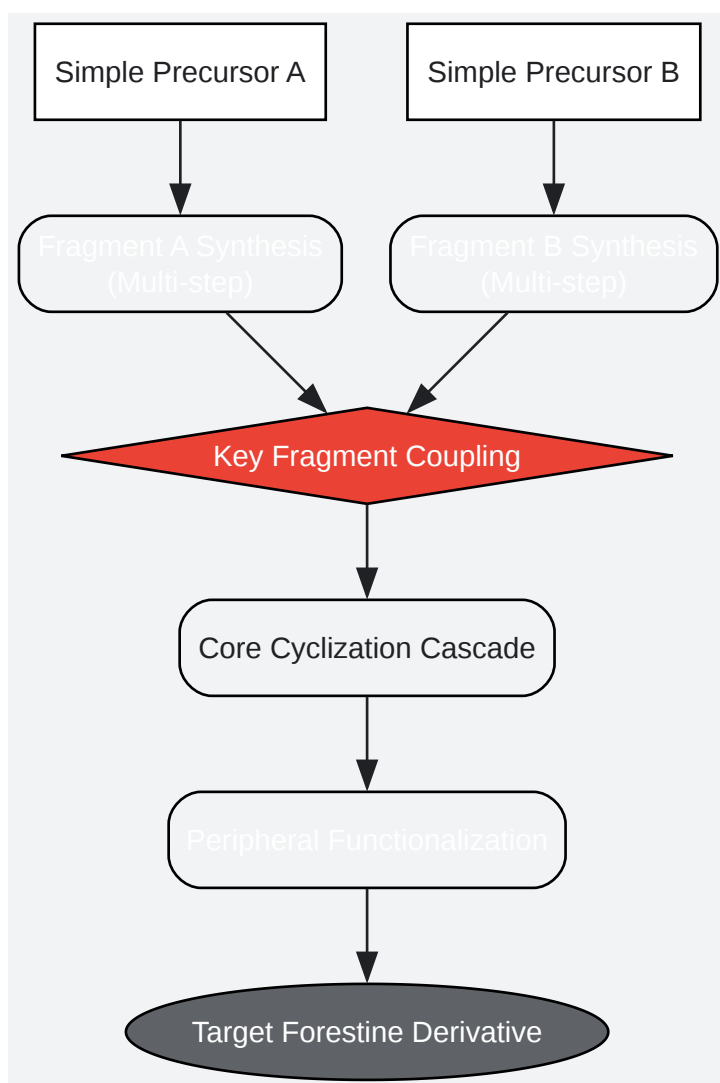 Simple Precursor A
Simple Precursor B
Fragment A Synthesis
(Multi-step)
Fragment B Synthesis
(Multi-step)
Key Fragment Coupling
Core Cyclization Cascade
Peripheral Functionalization
Target Forestine Derivative